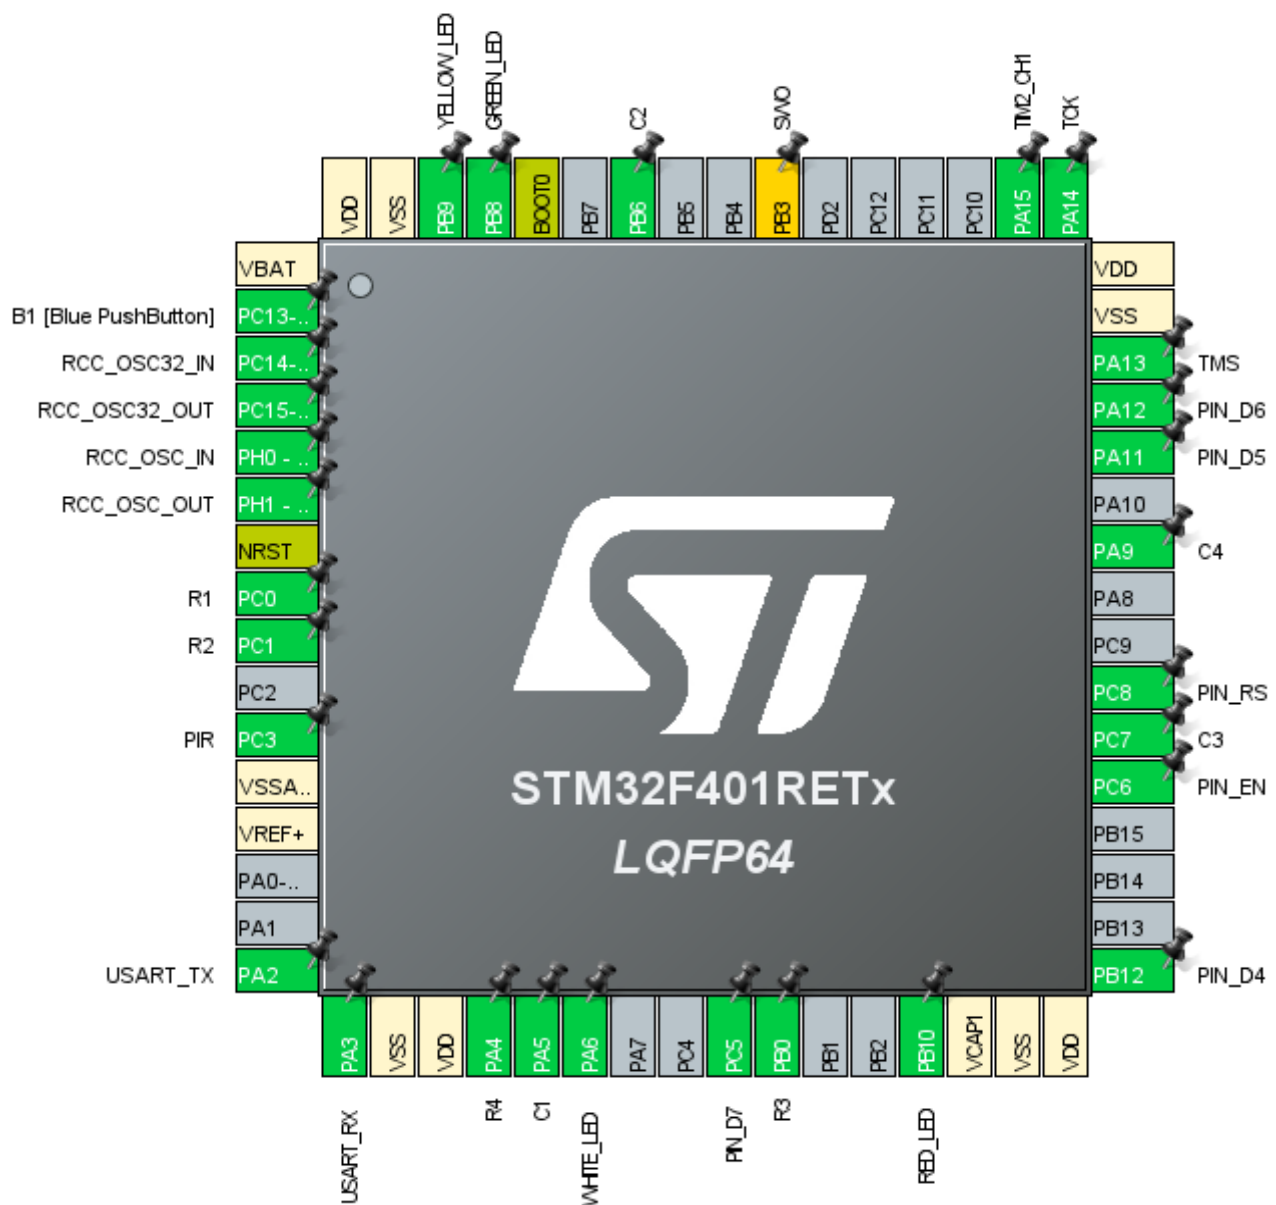 YELLOW_LED
GREEN_LED
C2
SWO
TIM2_CH1
TCK
VDD
VSS
PB9
PB8
BOOT0
PB7
PB6
PB5
PB4
PB3
PD2
PC12
PC11
PC10
PA15
PA14
VBAT
B1 [Blue PushButton] PC13-..
RCC_OSC32_IN PC14-..
RCC_OSC32_OUT PC15-..
RCC_OSC_IN PH0 - ..
RCC_OSC_OUT PH1 - ..
NRST
R1 PC0
R2 PC1
PC2
PIR PC3
VSSA..
VREF+
PA0-..
PA1
USART_TX PA2
STM32F401RETx
LQFP64
VDD
VSS
PA13 TMS
PA12 PIN_D6
PA11 PIN_D5
PA10
PA9 C4
PA8
PC9
PC8 PIN_RS
PC7 C3
PC6 PIN_EN
PB15
PB14
PB13
PB12 PIN_D4
PA3
VSS
VDD
PA4
PA5
PA6
PA7
PC4
PC5
PB0
PB1
PB2
PB10
VCAP1
VSS
VDD
USART_RX
R4
C1
WHITE_LED
PIN_D7
R3
RED_LED